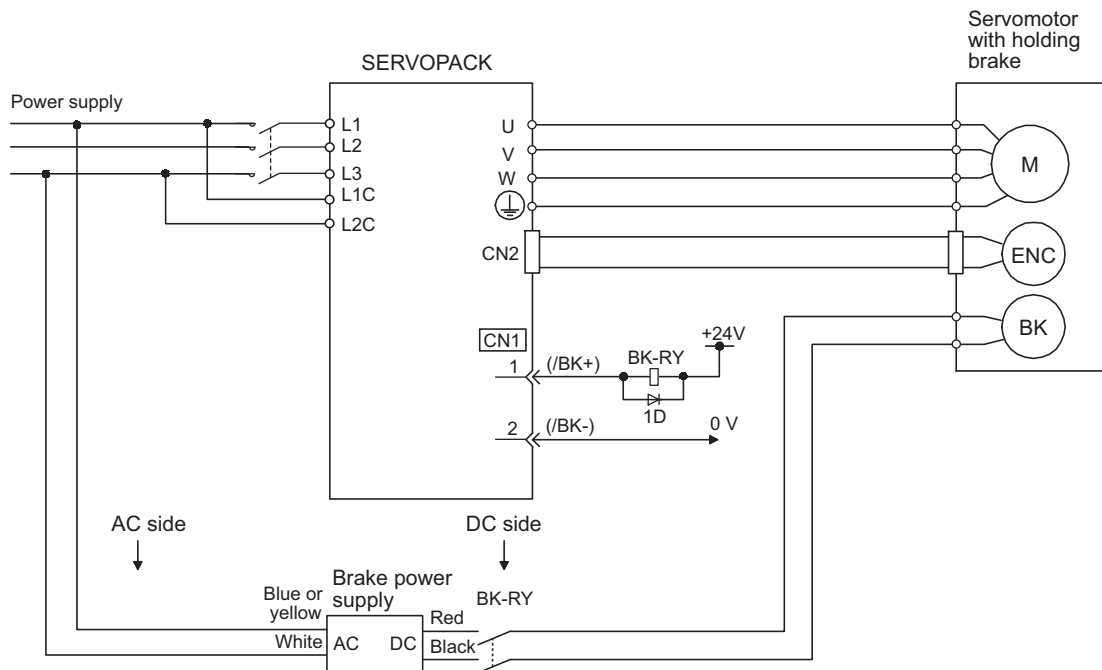 Servomotor
with holding
brake
SERVOPACK
Power supply
L1
L2
L3
L1C
L2C
U
V
W
M
CN2
ENC
CN1
BK
+24V
BK-RY
1
(/BK+)
1D
2
(/BK-)
0 V
AC side
DC side
Brake power
supply
Blue or
yellow
White
AC
DC
BK-RY
Red
Black